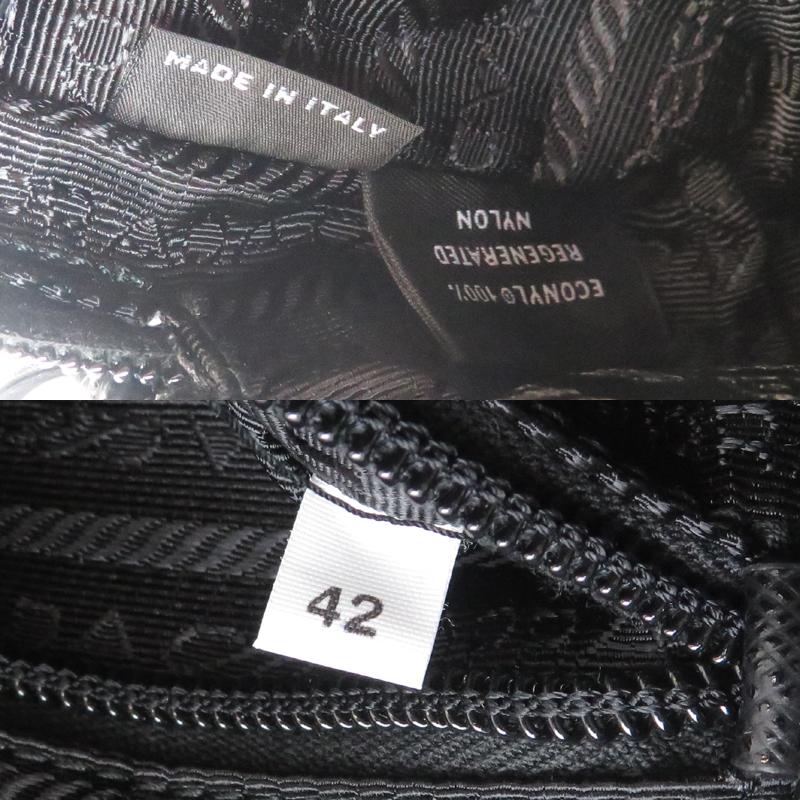 MADE IN ITALY
ECONYL® 100%
REGENERATED
NYLON
42